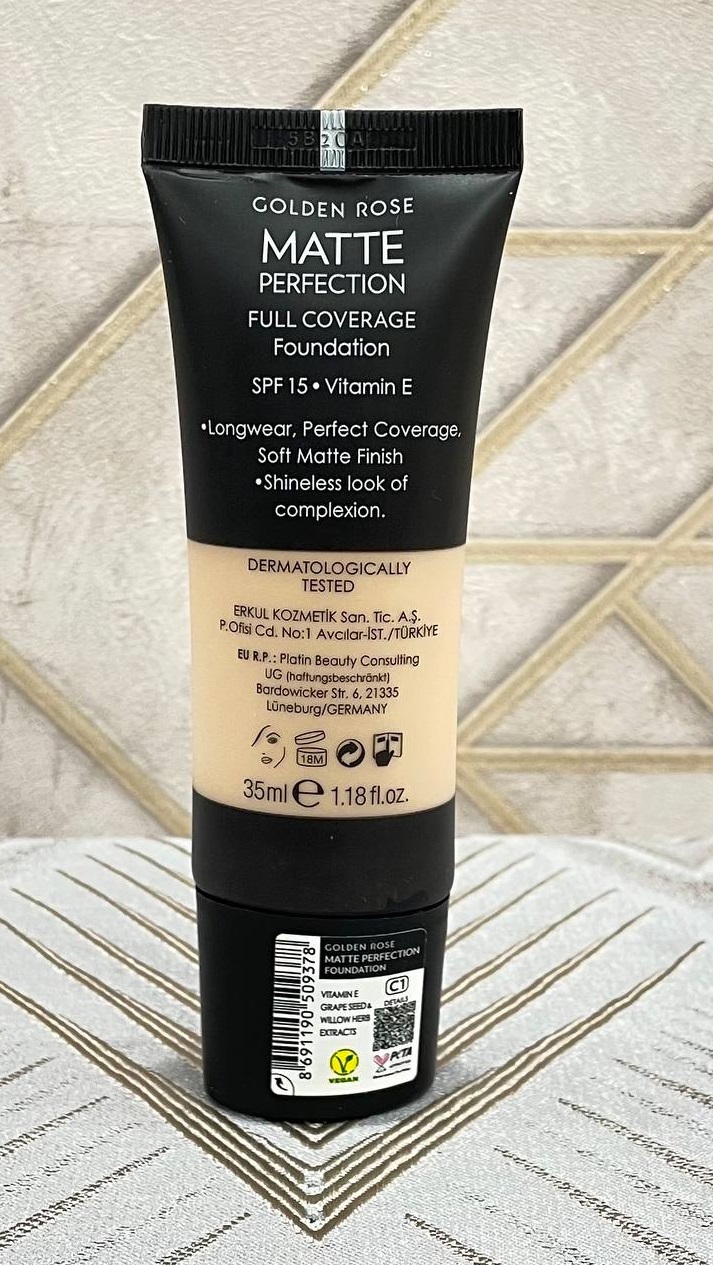 5B20A
GOLDEN ROSE
MATTE
PERFECTION
FULL COVERAGE
Foundation
SPF 15 • Vitamin E
•Longwear, Perfect Coverage,
Soft Matte Finish
•Shineless look of
complexion.
DERMATOLOGICALLY
TESTED
ERKUL KOZMETİK San. Tic. A.Ş.
P.Ofisi Cd. No:1 Avcılar-İST./TÜRKİYE
EU R.P.: Platin Beauty Consulting
UG (haftungsbeschränkt)
Bardowicker Str. 6, 21335
Lüneburg/GERMANY
18M
35ml e 1.18 fl.oz.
8 691190 509378
GOLDEN ROSE
MATTE PERFECTION
FOUNDATION
C1
DETAILS
VITAMIN E
GRAPE SEED &
WILLOW HERB
EXTRACTS
VEGAN
PETA